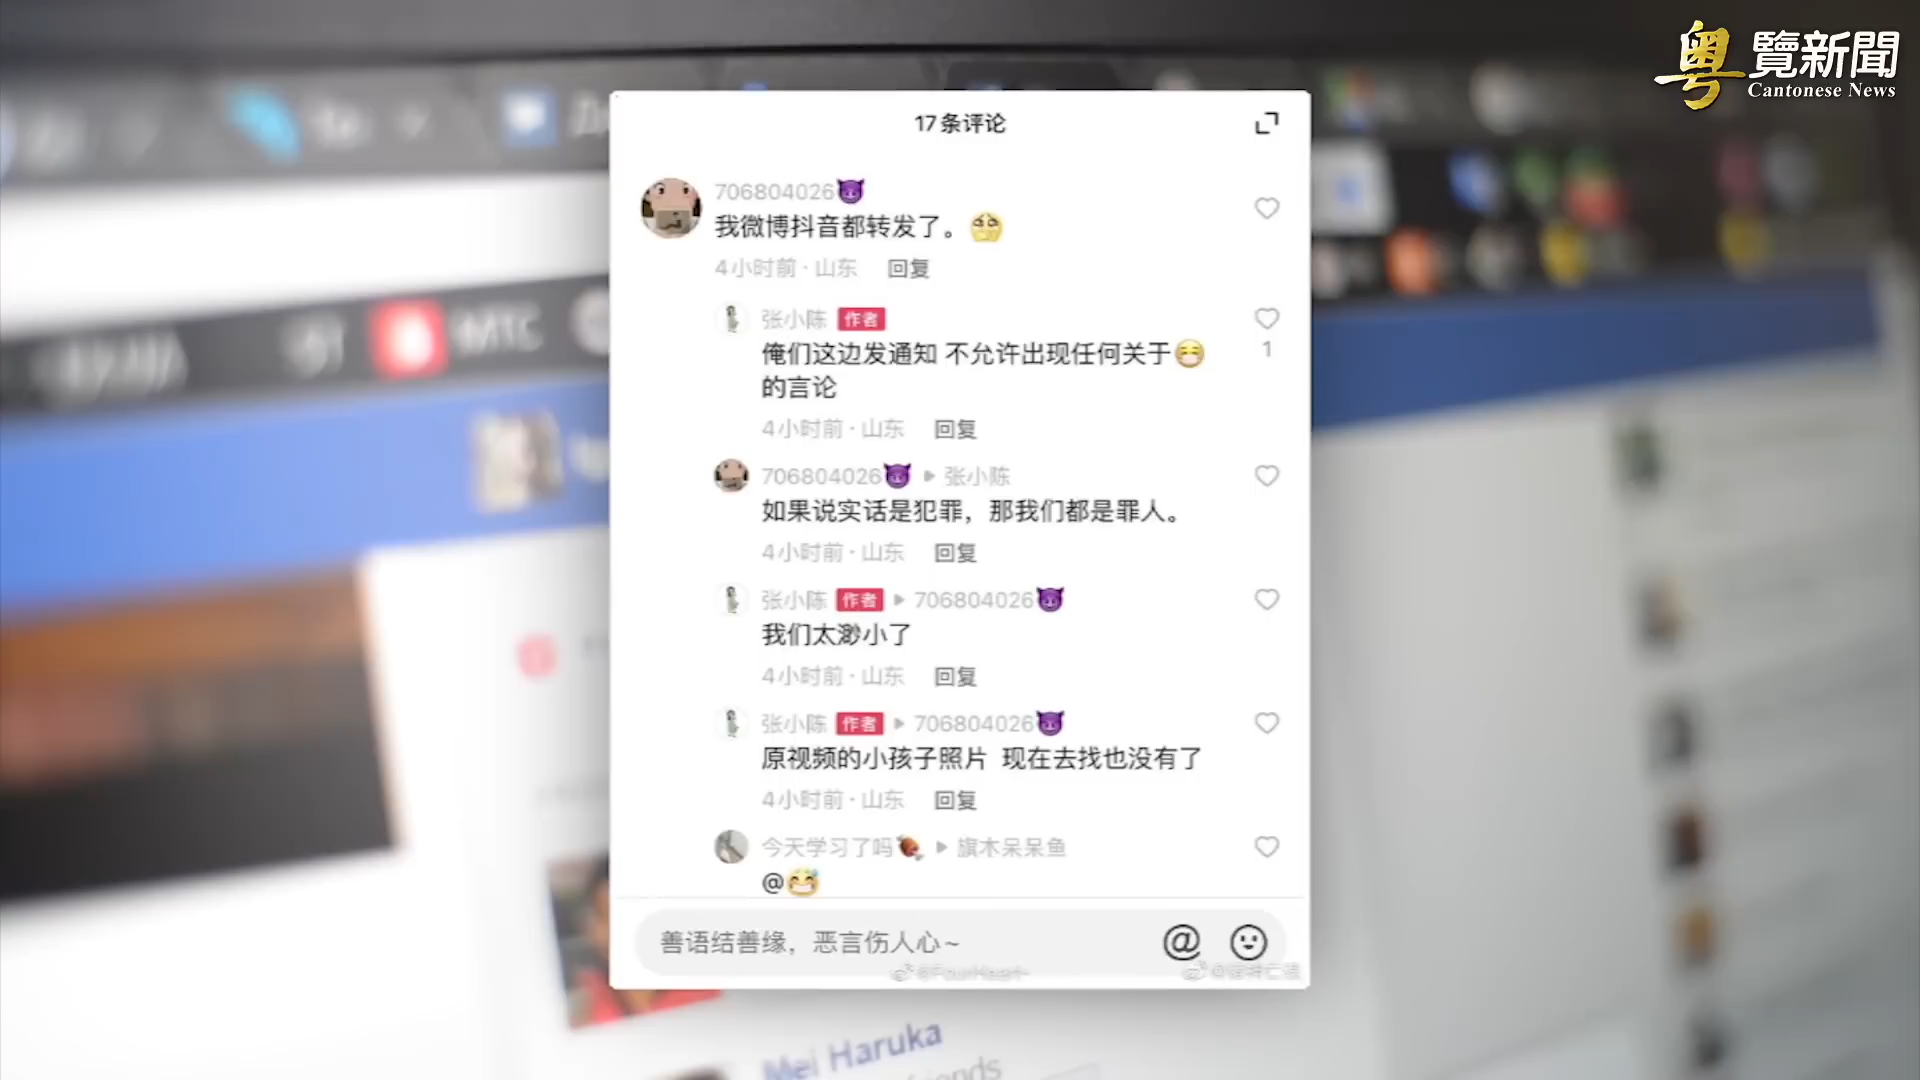 粤覽新聞
Cantonese News
17条评论
706804026😈
我微博抖音都转发了。
4小时前·山东 回复
张小陈 作者
俺们这边发通知 不允许出现任何关于😷
的言论
4小时前·山东 回复
1
706804026😈 ▶ 张小陈
如果说实话是犯罪，那我们都是罪人。
4小时前·山东 回复
张小陈 作者 ▶ 706804026😈
我们太渺小了
4小时前·山东 回复
张小陈 作者 ▶ 706804026😈
原视频的小孩子照片 现在去找也没有了
4小时前·山东 回复
今天学习了吗🍖 ▶ 旗木呆呆鱼
@😅
善语结善缘，恶言伤人心~
@FourHeart-
MTC
Mei Haruka